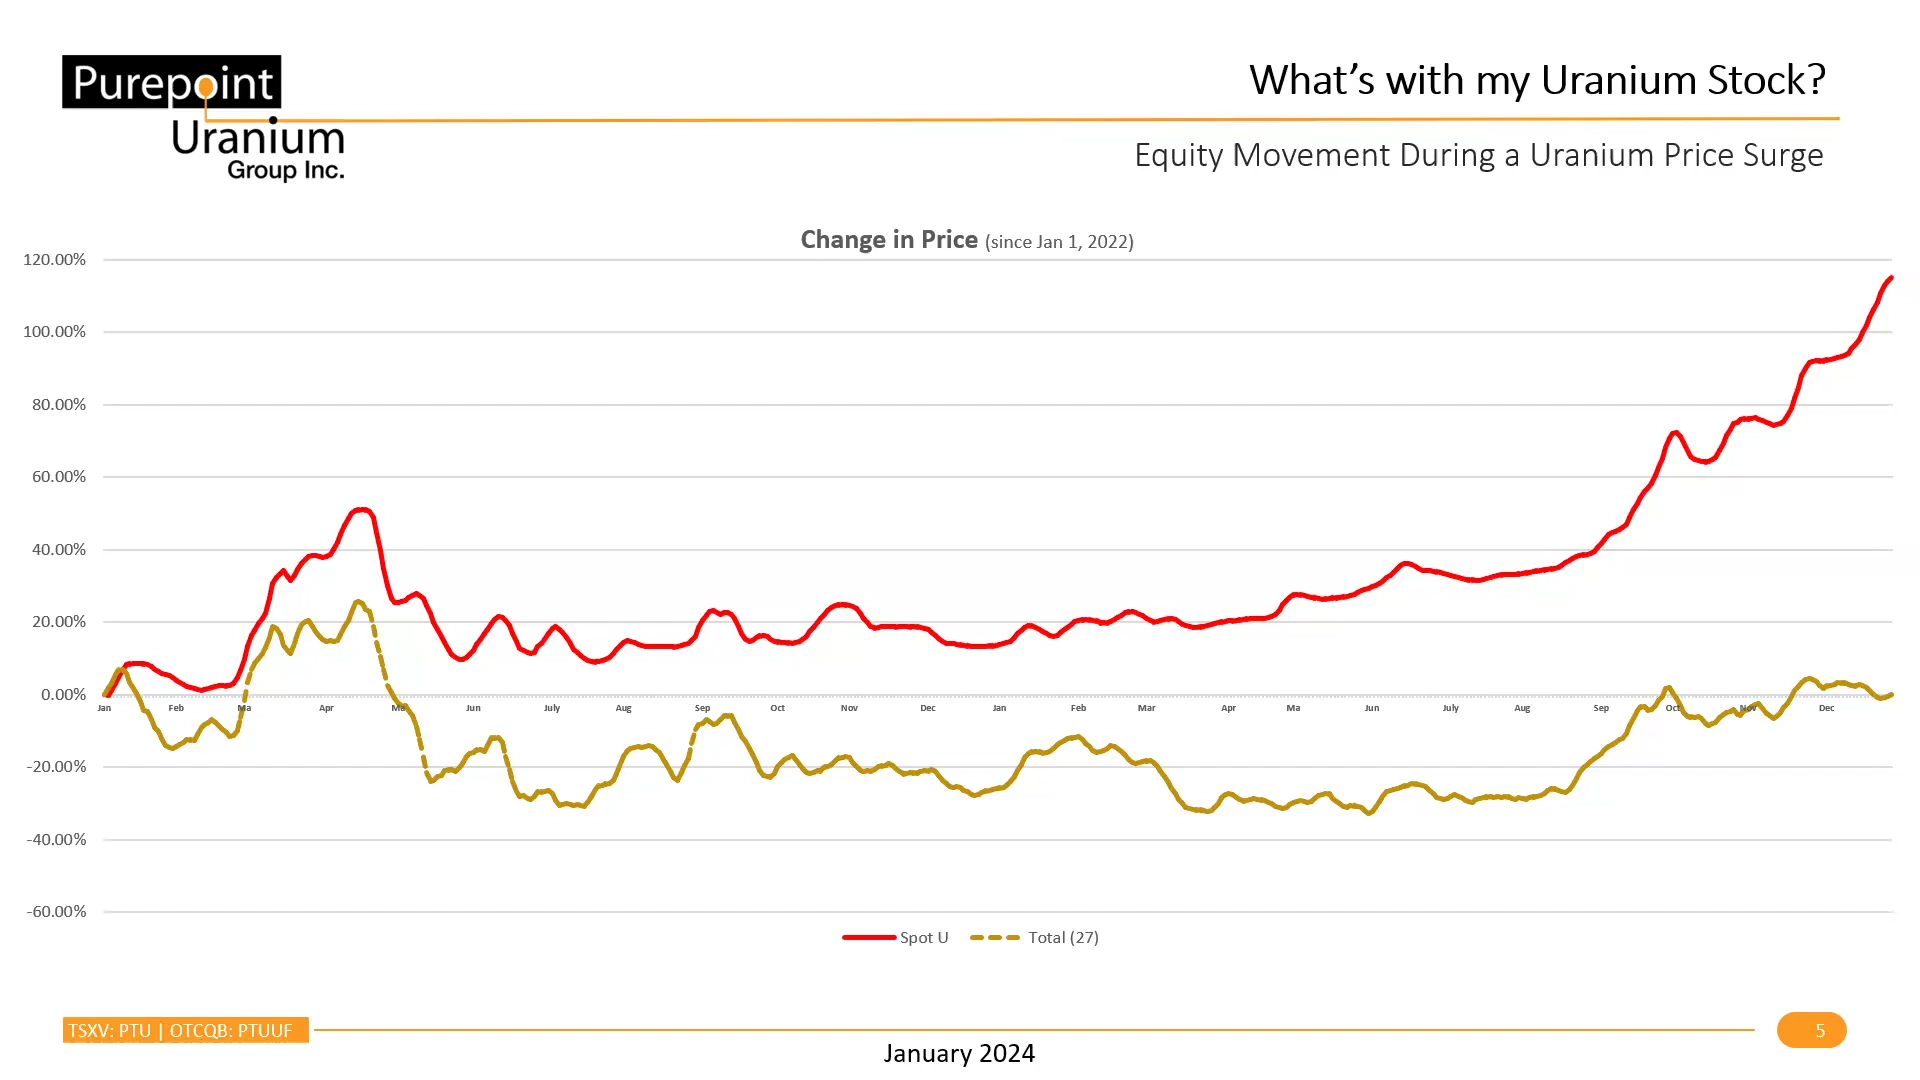 Purepoint
Uranium
Group Inc.
What's with my Uranium Stock?
Equity Movement During a Uranium Price Surge
Change in Price (since Jan 1, 2022)
120.00%
100.00%
80.00%
60.00%
40.00%
20.00%
0.00%
-20.00%
-40.00%
-60.00%
Jan Feb Ma Apr Ma Jun July Aug Sep Oct Nov Dec Jan Feb Mar Apr Ma Jun July Aug Sep Oct Nov Dec
Spot U Total (27)
TSXV: PTU | OTCQB: PTUUF
5
January 2024